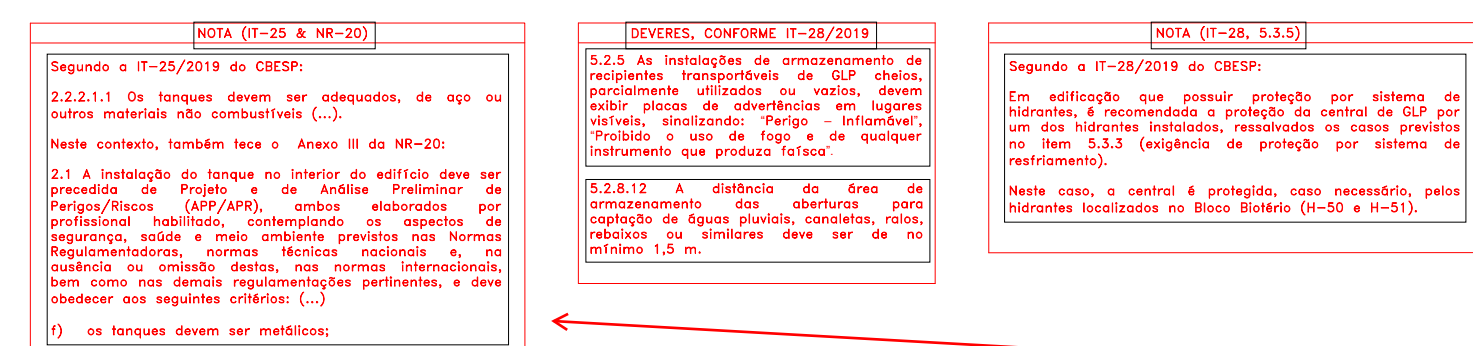 NOTA (IT-25 & NR-20)
Segundo a IT-25/2019 do CBESP:
2.2.2.1.1 Os tanques devem ser adequados, de aço ou
outros materiais não combustíveis (...).
Neste contexto, também tece o Anexo III da NR-20:
2.1 A instalação do tanque no interior do edifício deve ser
precedida de Projeto e de Análise Preliminar de
Perigos/Riscos (APP/APR), ambos elaborados por
profissional habilitado, contemplando os aspectos de
segurança, saúde e meio ambiente previstos nas Normas
Regulamentadoras, normas técnicas nacionais e, na
ausência ou omissão destas, nas normas internacionais,
bem como nas demais regulamentações pertinentes, e deve
obedecer aos seguintes critérios: (...)
f) os tanques devem ser metálicos;
DEVERES, CONFORME IT-28/2019
5.2.5 As instalações de armazenamento de
recipientes transportáveis de GLP cheios,
parcialmente utilizados ou vazios, devem
exibir placas de advertências em lugares
visíveis, sinalizando: "Perigo - Inflamável",
"Proibido o uso de fogo e de qualquer
instrumento que produza faísca".
5.2.8.12 A distância da área de
armazenamento das aberturas para
captação de águas pluviais, canaletas, ralos,
rebaixos ou similares deve ser de no
mínimo 1,5 m.
NOTA (IT-28, 5.3.5)
Segundo a IT-28/2019 do CBESP:
Em edificação que possuir proteção por sistema de
hidrantes, é recomendada a proteção da central de GLP por
um dos hidrantes instalados, ressalvados os casos previstos
no item 5.3.3 (exigência de proteção por sistema de
resfriamento).
Neste caso, a central é protegida, caso necessário, pelos
hidrantes localizados no Bloco Biotério (H-50 e H-51).